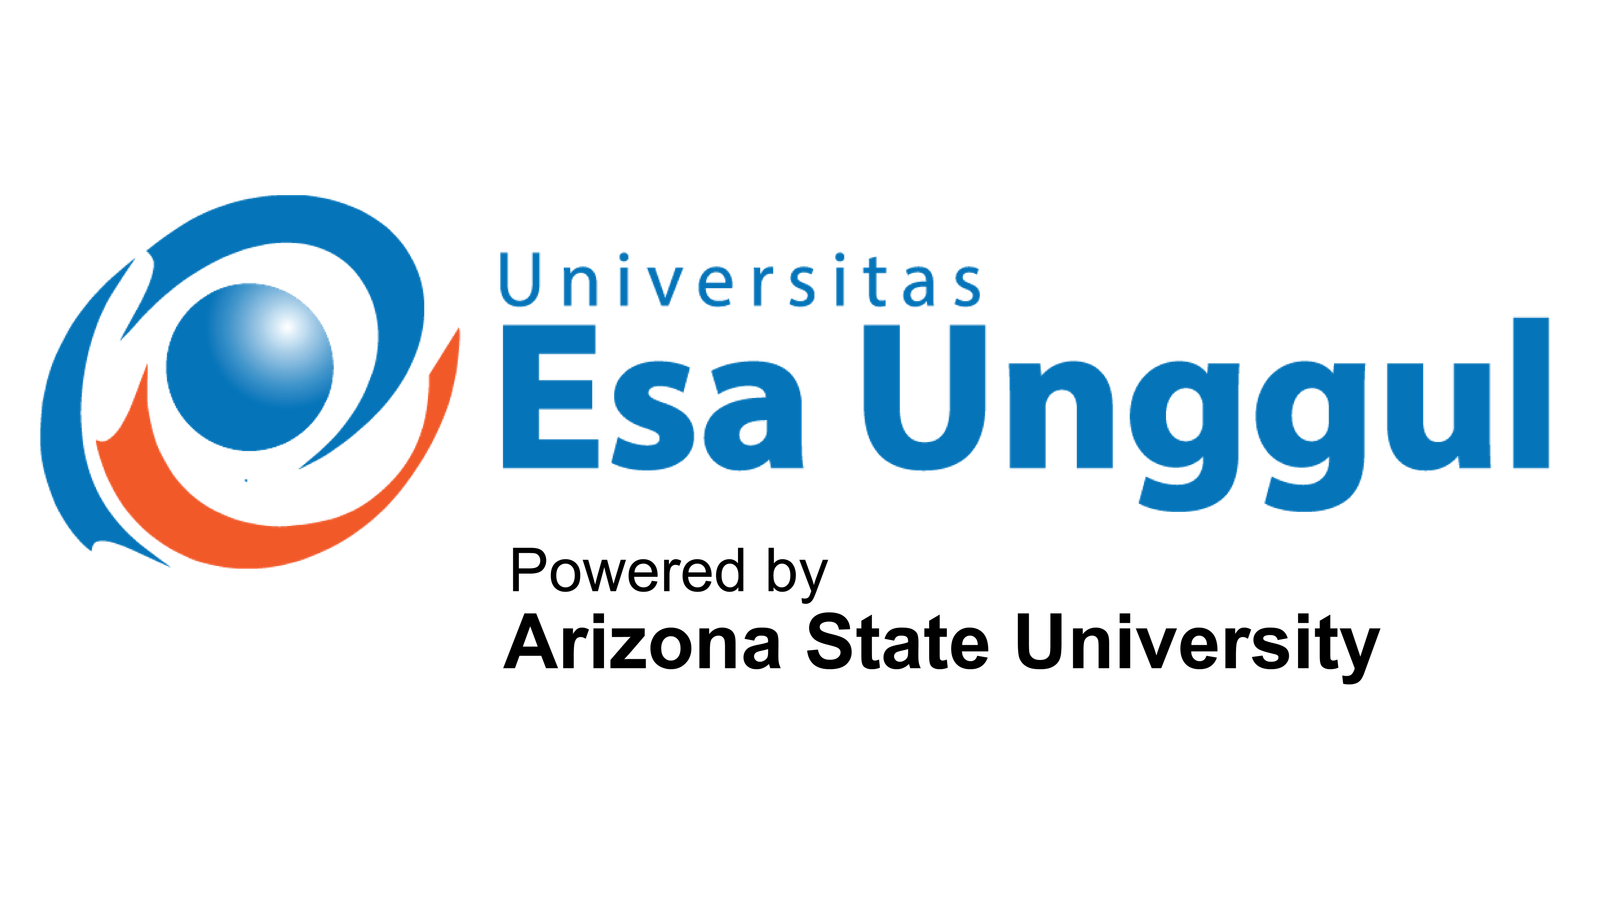 Universitas
Esa Unggul
Powered by
Arizona State University